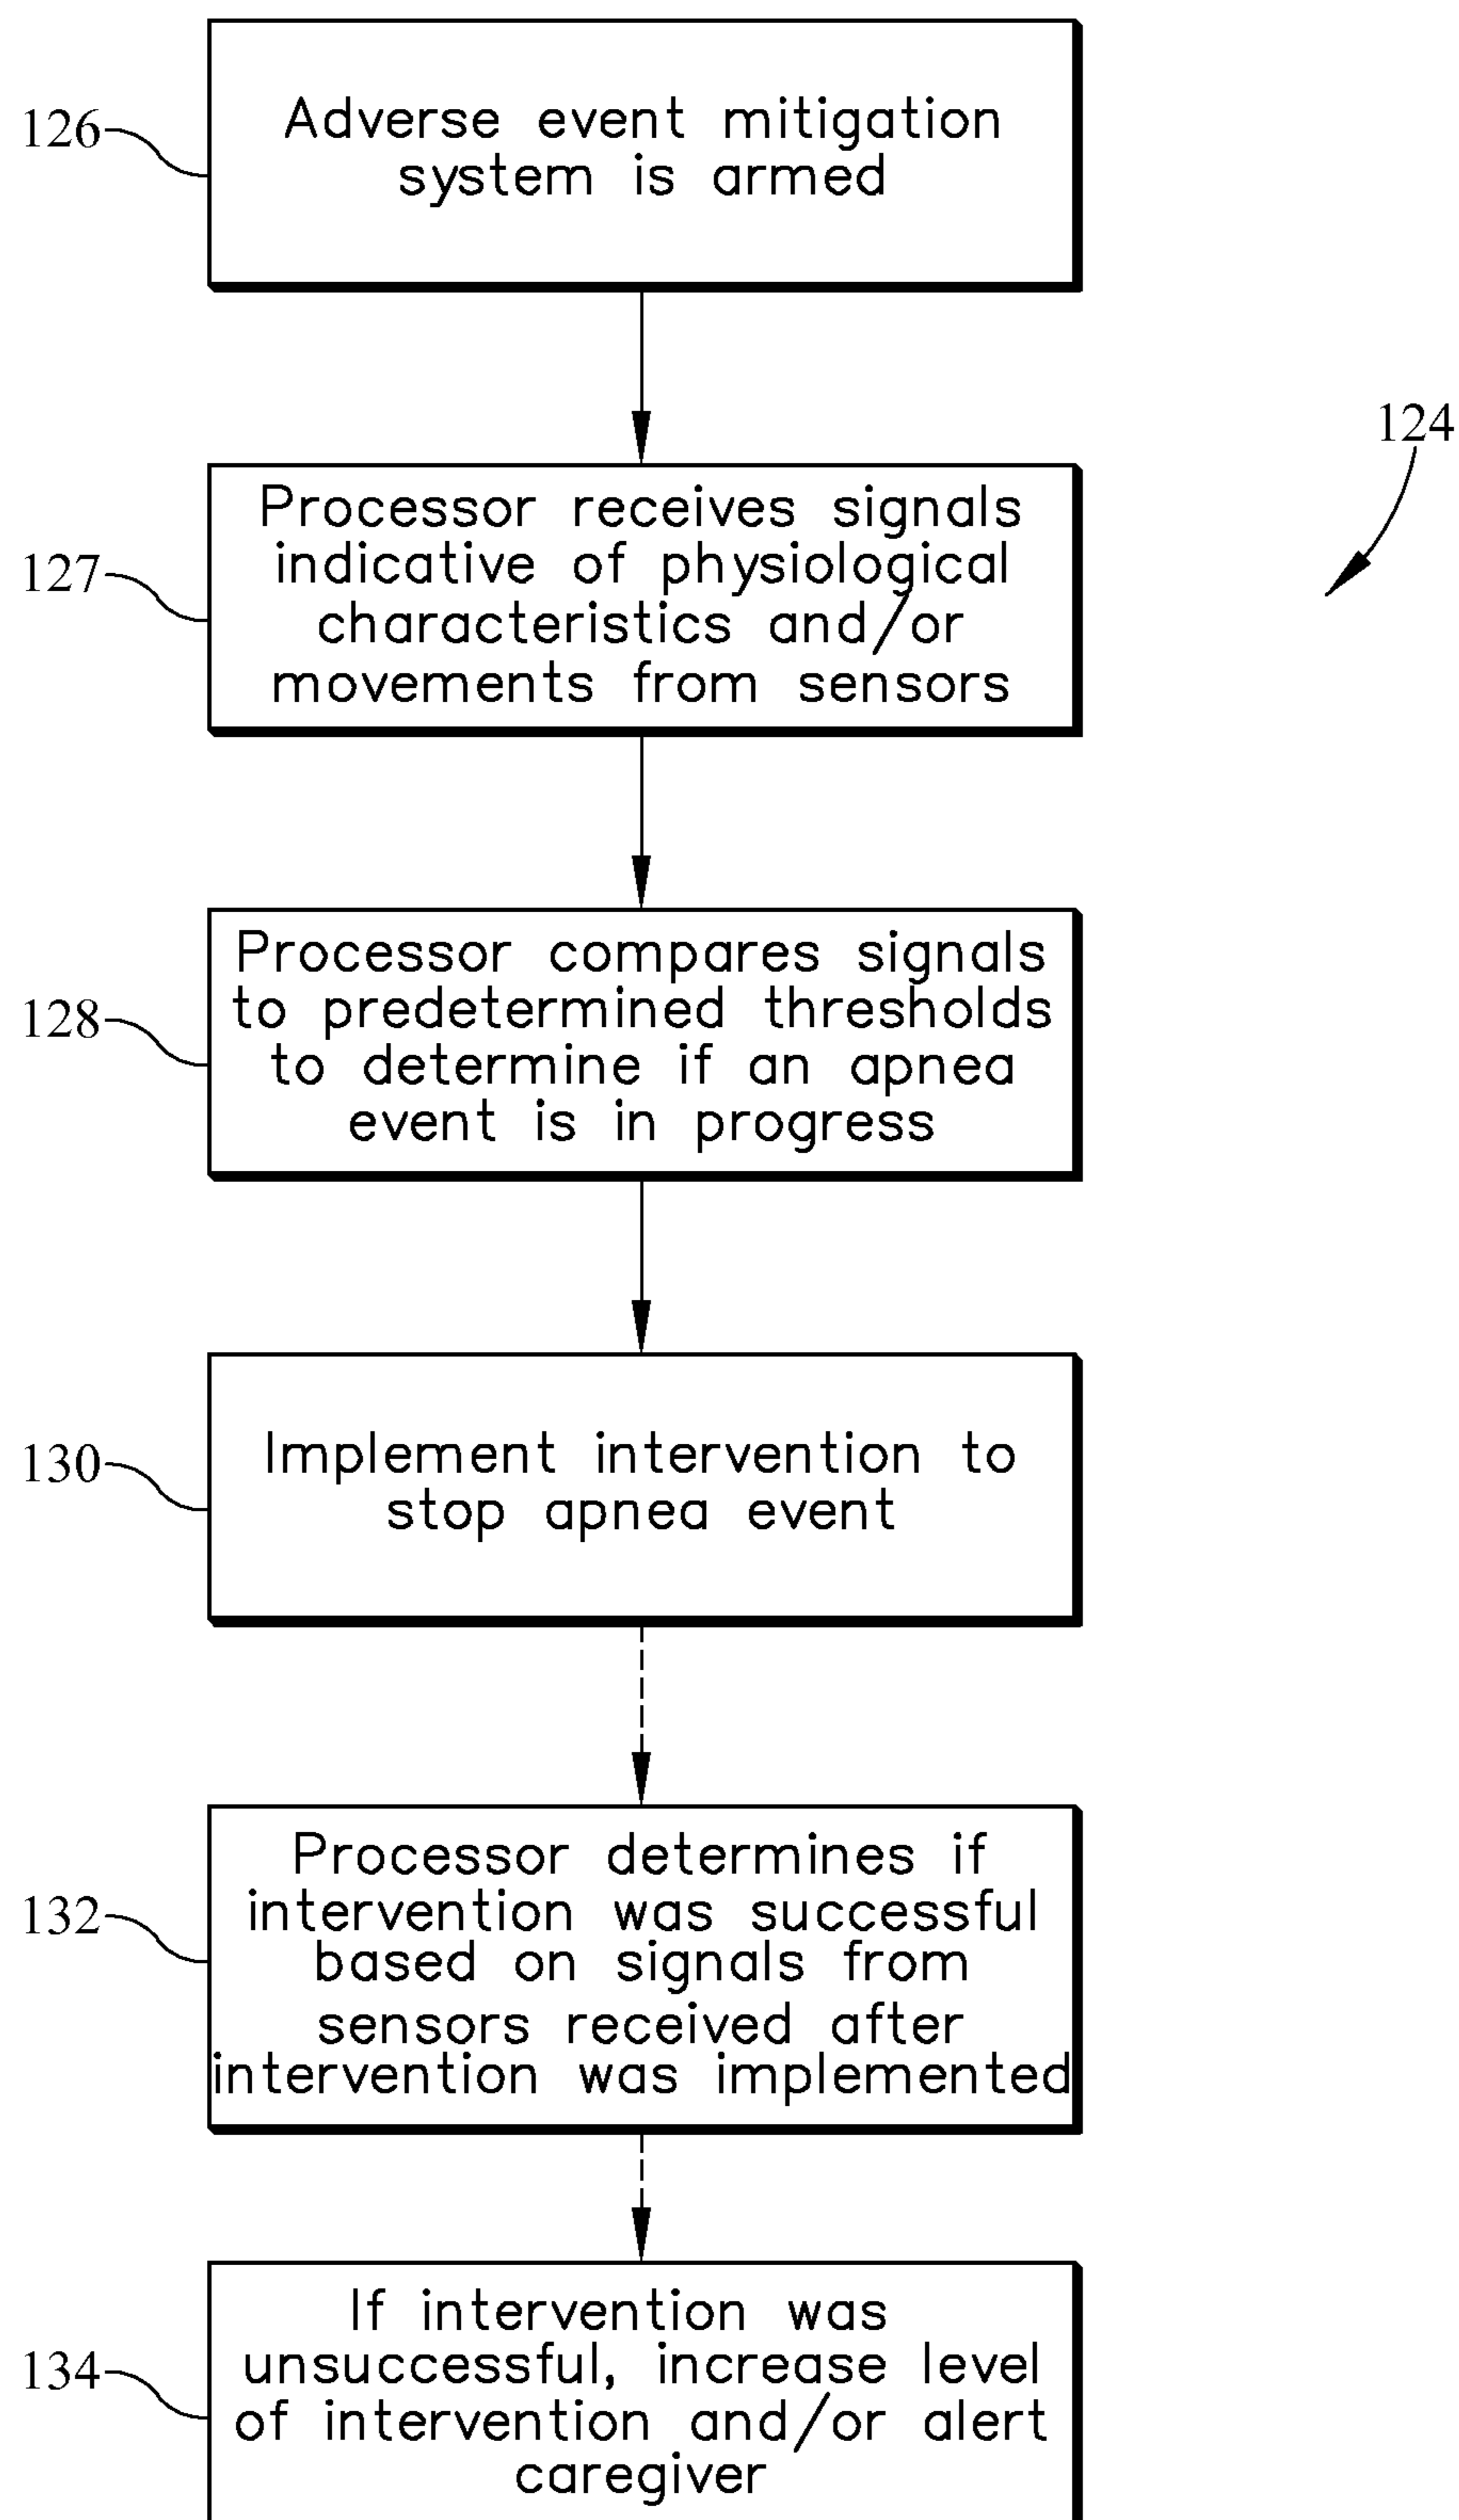 126
Adverse event mitigation
system is armed
124
127
Processor receives signals
indicative of physiological
characteristics and/or
movements from sensors
128
Processor compares signals
to predetermined thresholds
to determine if an apnea
event is in progress
130
Implement intervention to
stop apnea event
132
Processor determines if
intervention was successful
based on signals from
sensors received after
intervention was implemented
134
If intervention was
unsuccessful, increase level
of intervention and/or alert
caregiver